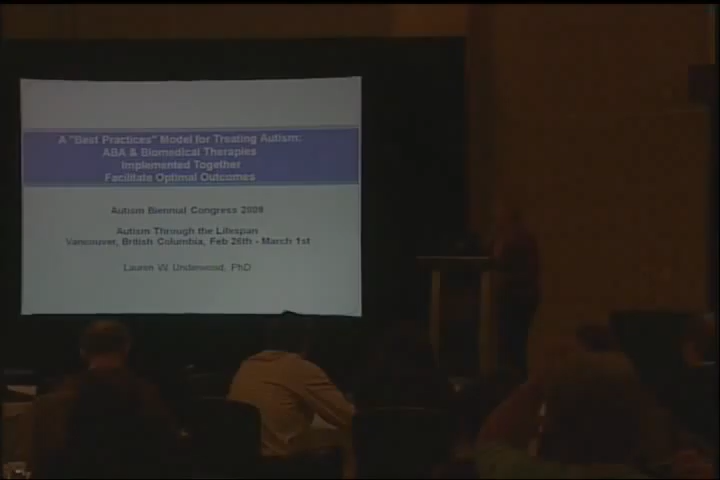 A "Best Practices" Model for Treating Autism:
ABA & Biomedical Therapies
Implemented Together
Facilitate Optimal Outcomes
Autism Biennial Congress 2009
Autism Through the Lifespan
Vancouver, British Columbia, Feb 26th - March 1st
Lauren W. Underwood, PhD